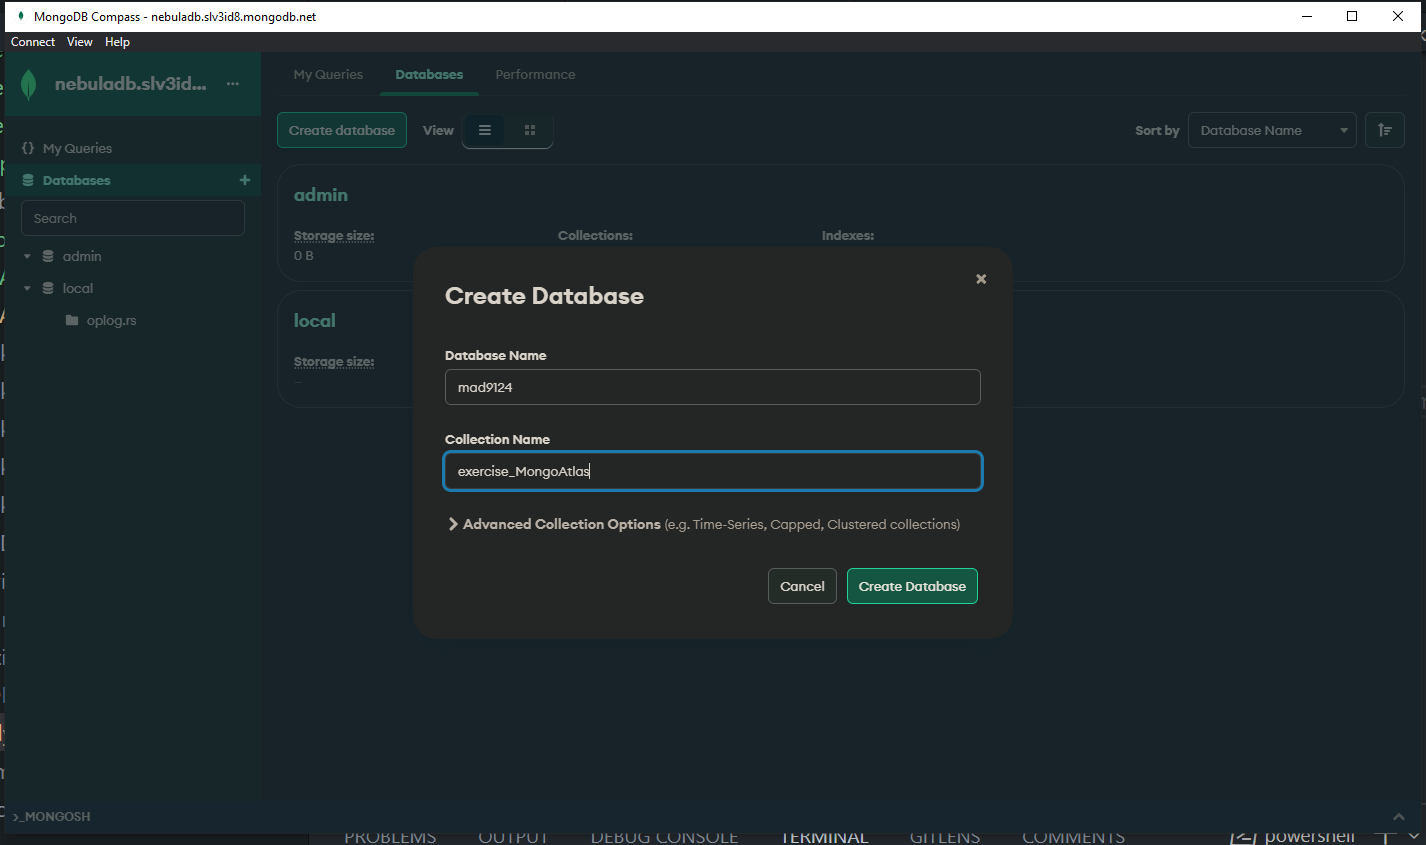 MongoDB Compass - nebuladb.slv3id8.mongodb.net
Connect View Help
nebuladb.slv3id... ...
My Queries Databases Performance
Create database View Sort by Database Name
{} My Queries
Databases +
Search
admin
local
oplog.rs
admin
Storage size: Collections: Indexes:
0 B
local
Storage size:
Create Database
Database Name
mad9124
Collection Name
exercise_MongoAtlas
Advanced Collection Options (e.g. Time-Series, Capped, Clustered collections)
Cancel Create Database
>_MONGOSH
PROBLEMS OUTPUT DEBUG CONSOLE TERMINAL GITLENS COMMENTS powershell